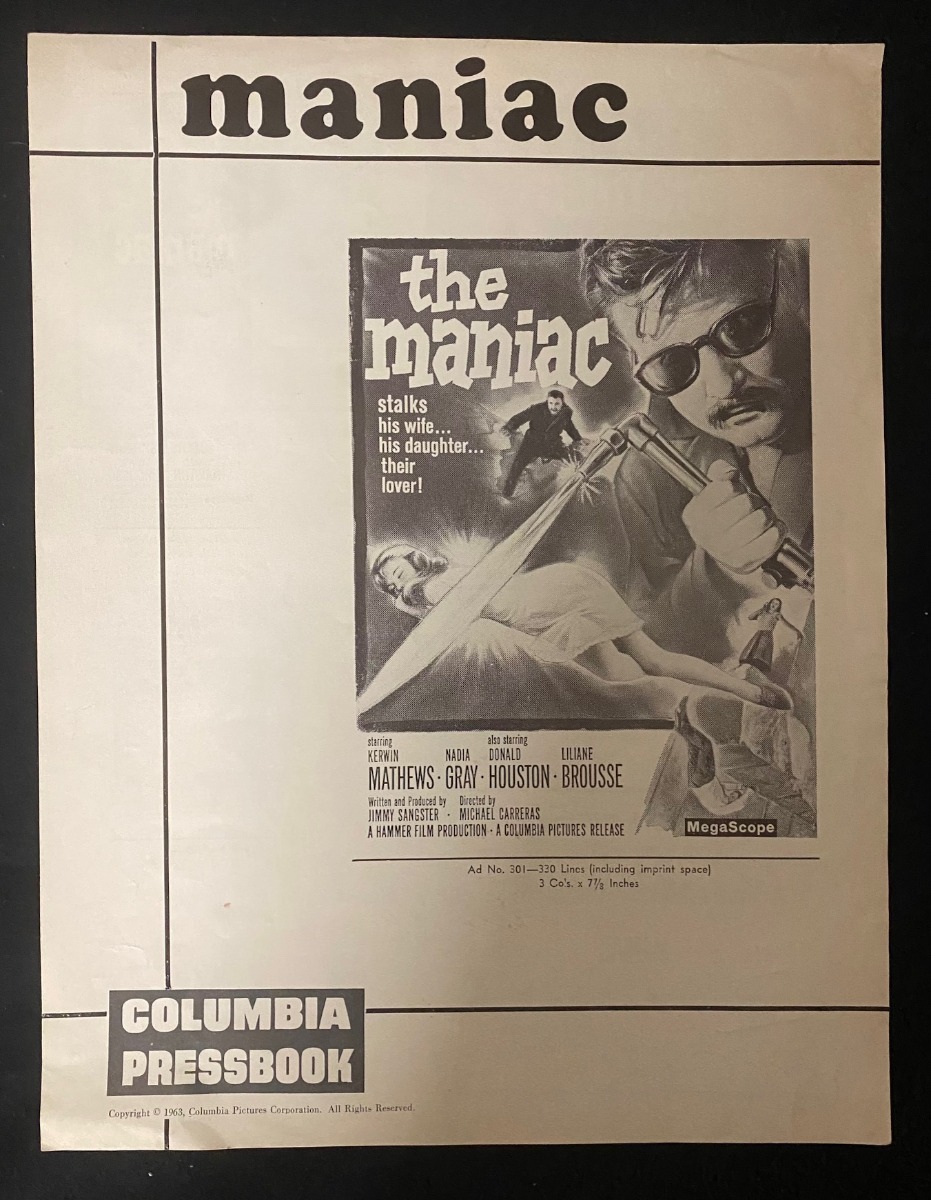 maniac
the
maniac
stalks
his wife...
his daughter...
their
lover!
starring also starring
KERWIN NADIA DONALD LILIANE
MATHEWS · GRAY · HOUSTON · BROUSSE
Written and Produced by Directed by
JIMMY SANGSTER · MICHAEL CARRERAS
A HAMMER FILM PRODUCTION · A COLUMBIA PICTURES RELEASE
MegaScope
Ad No. 301—330 Lines (including imprint space)
3 Co's. x 7⅞ Inches
COLUMBIA
PRESSBOOK
Copyright © 1963, Columbia Pictures Corporation. All Rights Reserved.